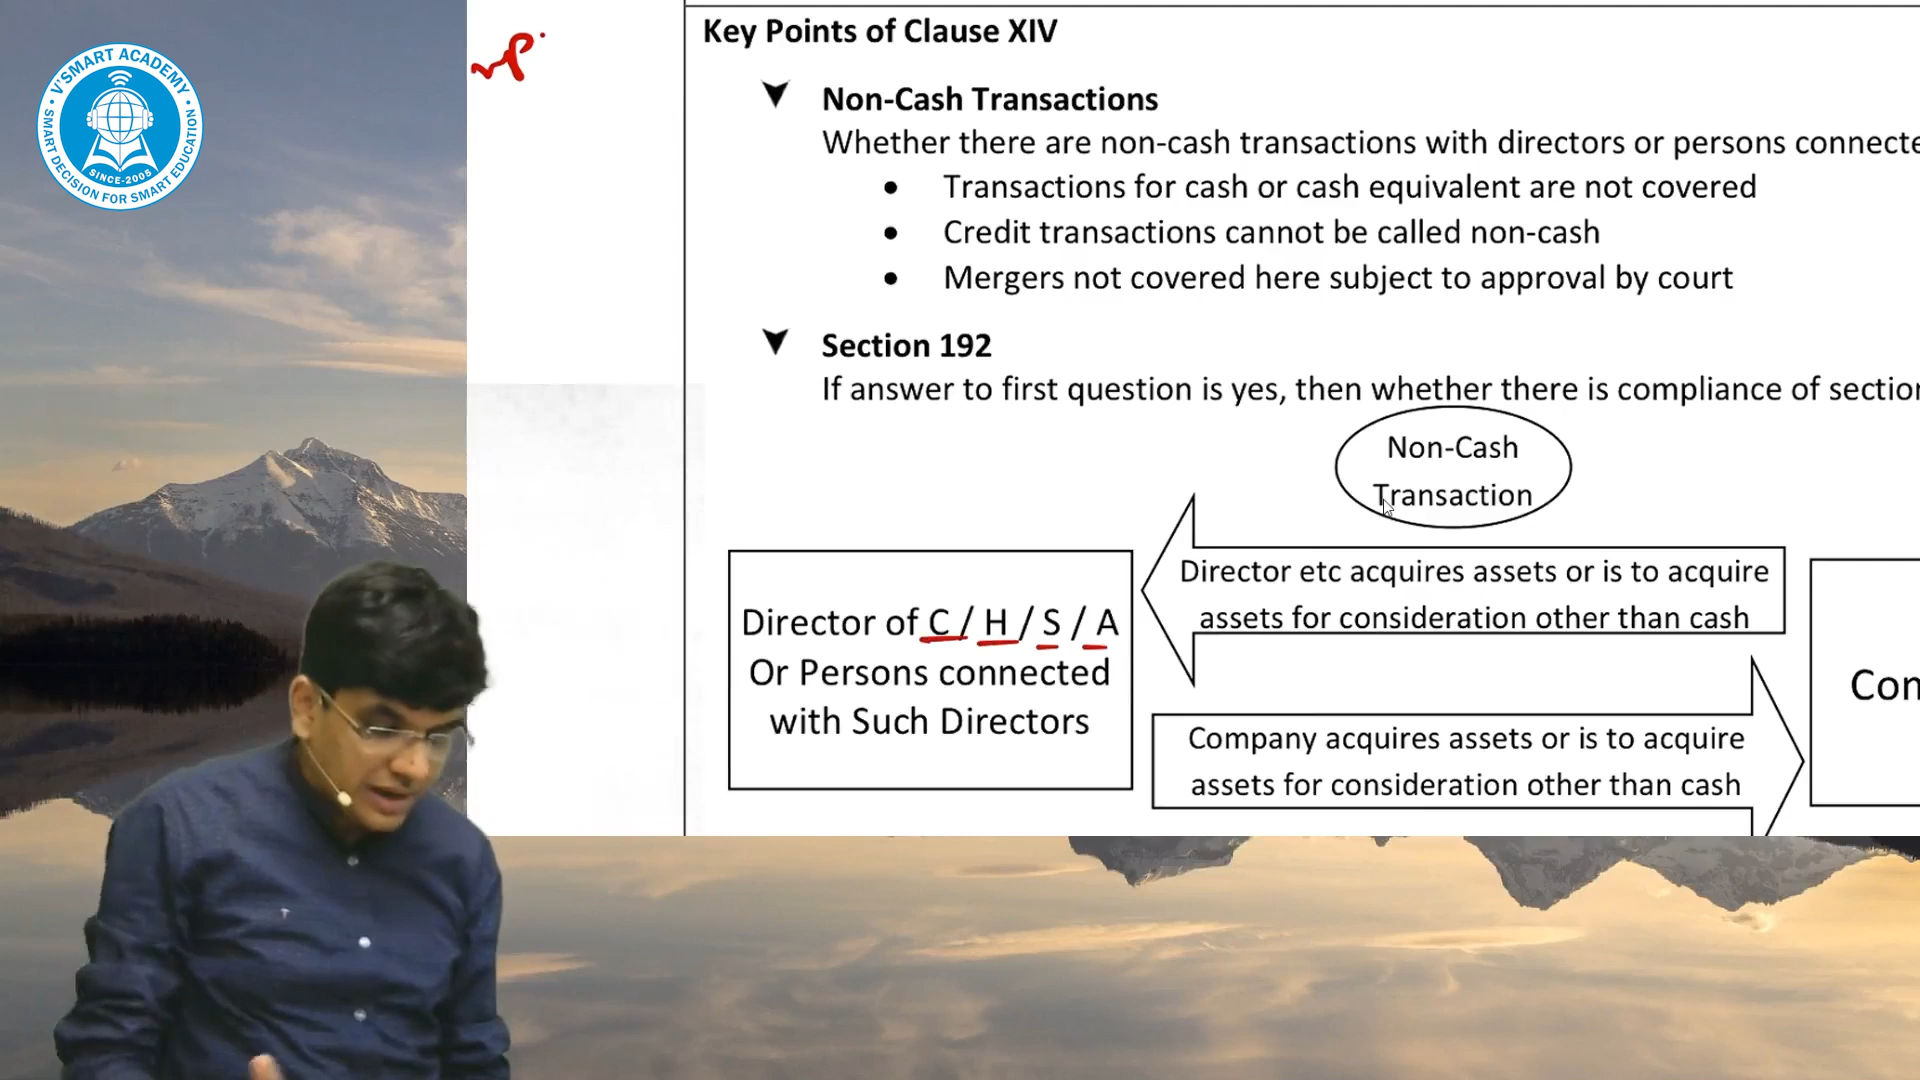 V'SMART ACADEMY
SINCE-2005
SMART DECISION FOR SMART EDUCATION
Key Points of Clause XIV
Non-Cash Transactions
Whether there are non-cash transactions with directors or persons connecte
• Transactions for cash or cash equivalent are not covered
• Credit transactions cannot be called non-cash
• Mergers not covered here subject to approval by court
Section 192
If answer to first question is yes, then whether there is compliance of section
Non-Cash
Transaction
Director etc acquires assets or is to acquire
assets for consideration other than cash
Director of C / H / S / A
Or Persons connected
with Such Directors
Company acquires assets or is to acquire
assets for consideration other than cash
Com